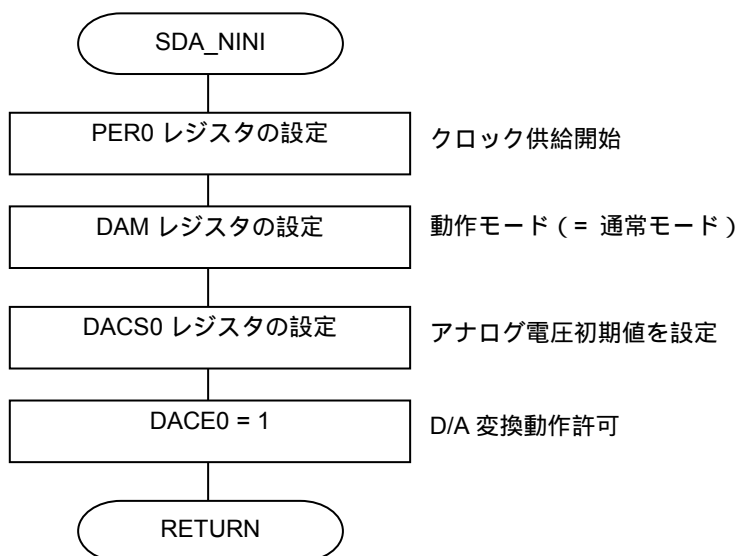 SDA_NINI
PER0 レジスタの設定
クロック供給開始
DAM レジスタの設定
動作モード ( = 通常モード )
DACS0 レジスタの設定
アナログ電圧初期値を設定
DACE0 = 1
D/A 変換動作許可
RETURN